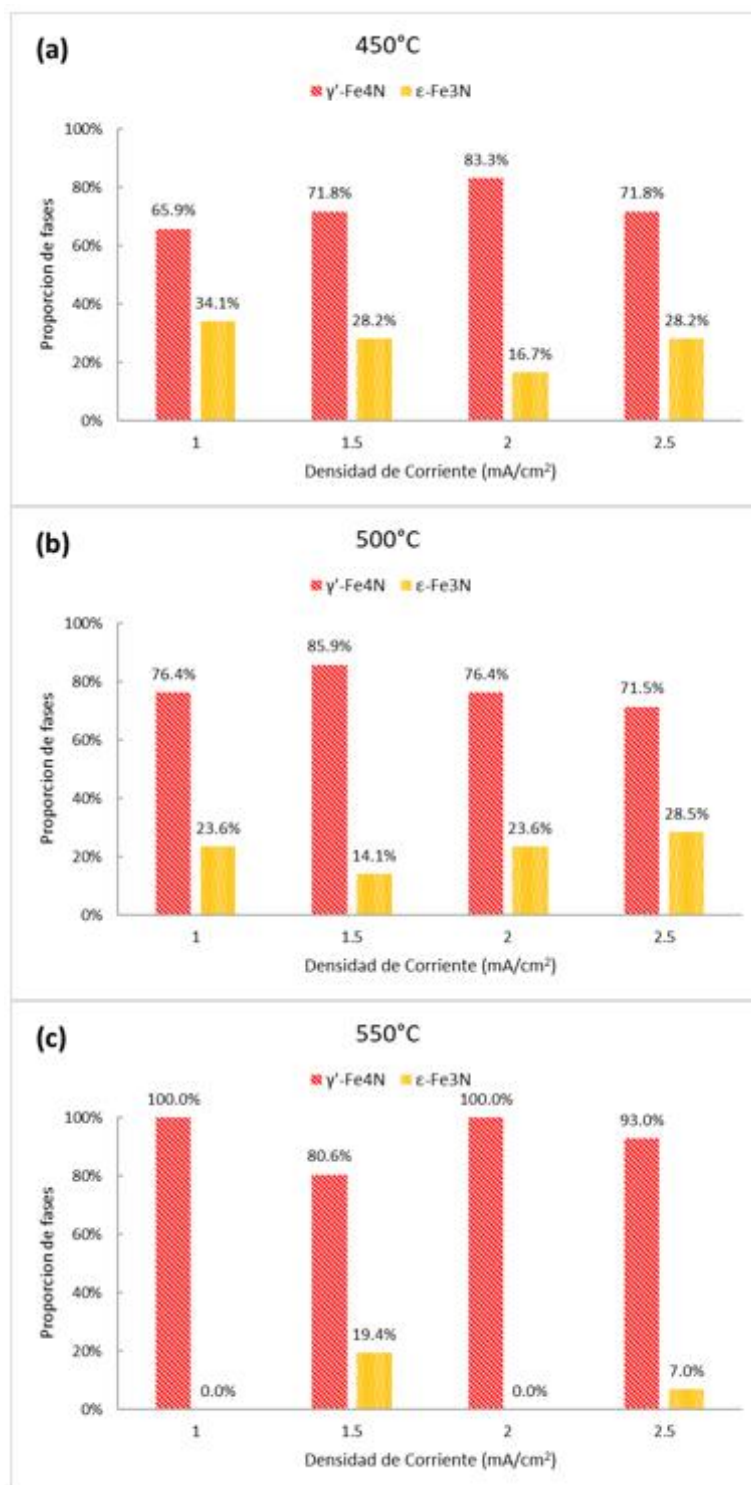 (a)
450°C
γ'-Fe4N ε-Fe3N
100%
80%
60%
40%
20%
0%
Proporcion de fases
65.9%
34.1%
71.8%
28.2%
83.3%
16.7%
71.8%
28.2%
1 1.5 2 2.5
Densidad de Corriente (mA/cm²)
(b)
500°C
γ'-Fe4N ε-Fe3N
100%
80%
60%
40%
20%
0%
Proporcion de fases
76.4%
23.6%
85.9%
14.1%
76.4%
23.6%
71.5%
28.5%
1 1.5 2 2.5
Densidad de Corriente (mA/cm²)
(c)
550°C
γ'-Fe4N ε-Fe3N
100%
80%
60%
40%
20%
0%
Proporcion de fases
100.0%
0.0%
80.6%
19.4%
100.0%
0.0%
93.0%
7.0%
1 1.5 2 2.5
Densidad de Corriente (mA/cm²)